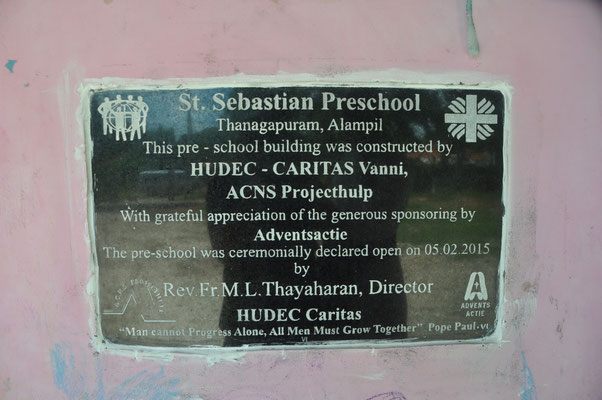 St. Sebastian Preschool
Thanagapuram, Alampil
This pre - school building was constructed by
HUDEC - CARITAS Vanni,
ACNS Projecthulp
With grateful appreciation of the generous sponsoring by
Adventsactie
The pre-school was ceremonially declared open on 05.02.2015
by
Rev.Fr.M.L.Thayaharan, Director
HUDEC Caritas
"Man cannot Progress Alone, All Men Must Grow Together" Pope Paul-VI
VI
ADVENTS
ACTIE